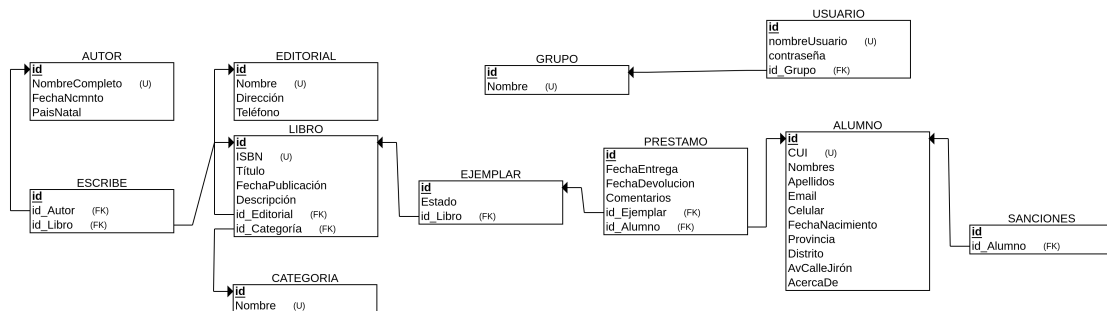 AUTOR
id
NombreCompleto (U)
FechaNcmnto
PaisNatal
ESCRIBE
id
id_Autor (FK)
id_Libro (FK)
EDITORIAL
id
Nombre (U)
Dirección
Teléfono
LIBRO
id
ISBN (U)
Título
FechaPublicación
Descripción
id_Editorial (FK)
id_Categoría (FK)
CATEGORIA
id
Nombre (U)
EJEMPLAR
id
Estado
id_Libro (FK)
GRUPO
id
Nombre (U)
PRESTAMO
id
FechaEntrega
FechaDevolucion
Comentarios
id_Ejemplar (FK)
id_Alumno (FK)
USUARIO
id
nombreUsuario (U)
contraseña
id_Grupo (FK)
ALUMNO
id
CUI (U)
Nombres
Apellidos
Email
Celular
FechaNacimiento
Provincia
Distrito
AvCalleJirón
AcercaDe
SANCIONES
id
id_Alumno (FK)